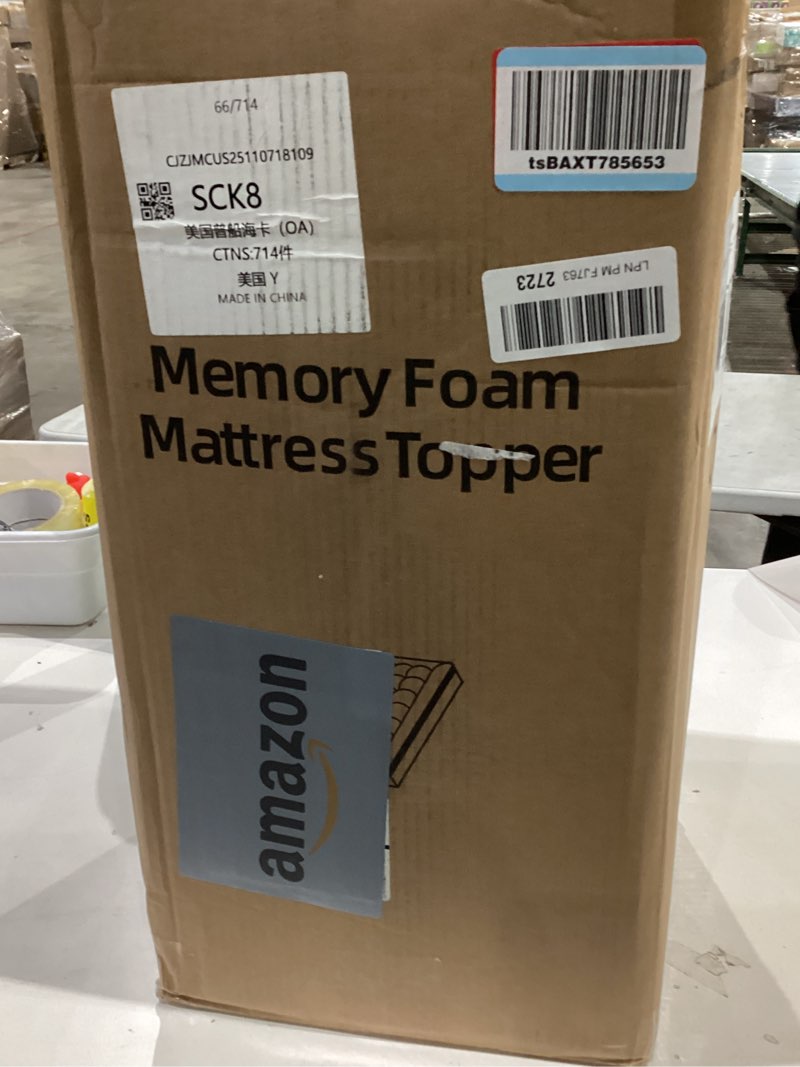 66/714
CJZJMCUS25110718109
SCK8
美国普船海卡（OA）
CTNS:714件
美国 Y
MADE IN CHINA
tsBAXT785653
LPN PM FJ763 2723
Memory Foam
Mattress Topper
amazon